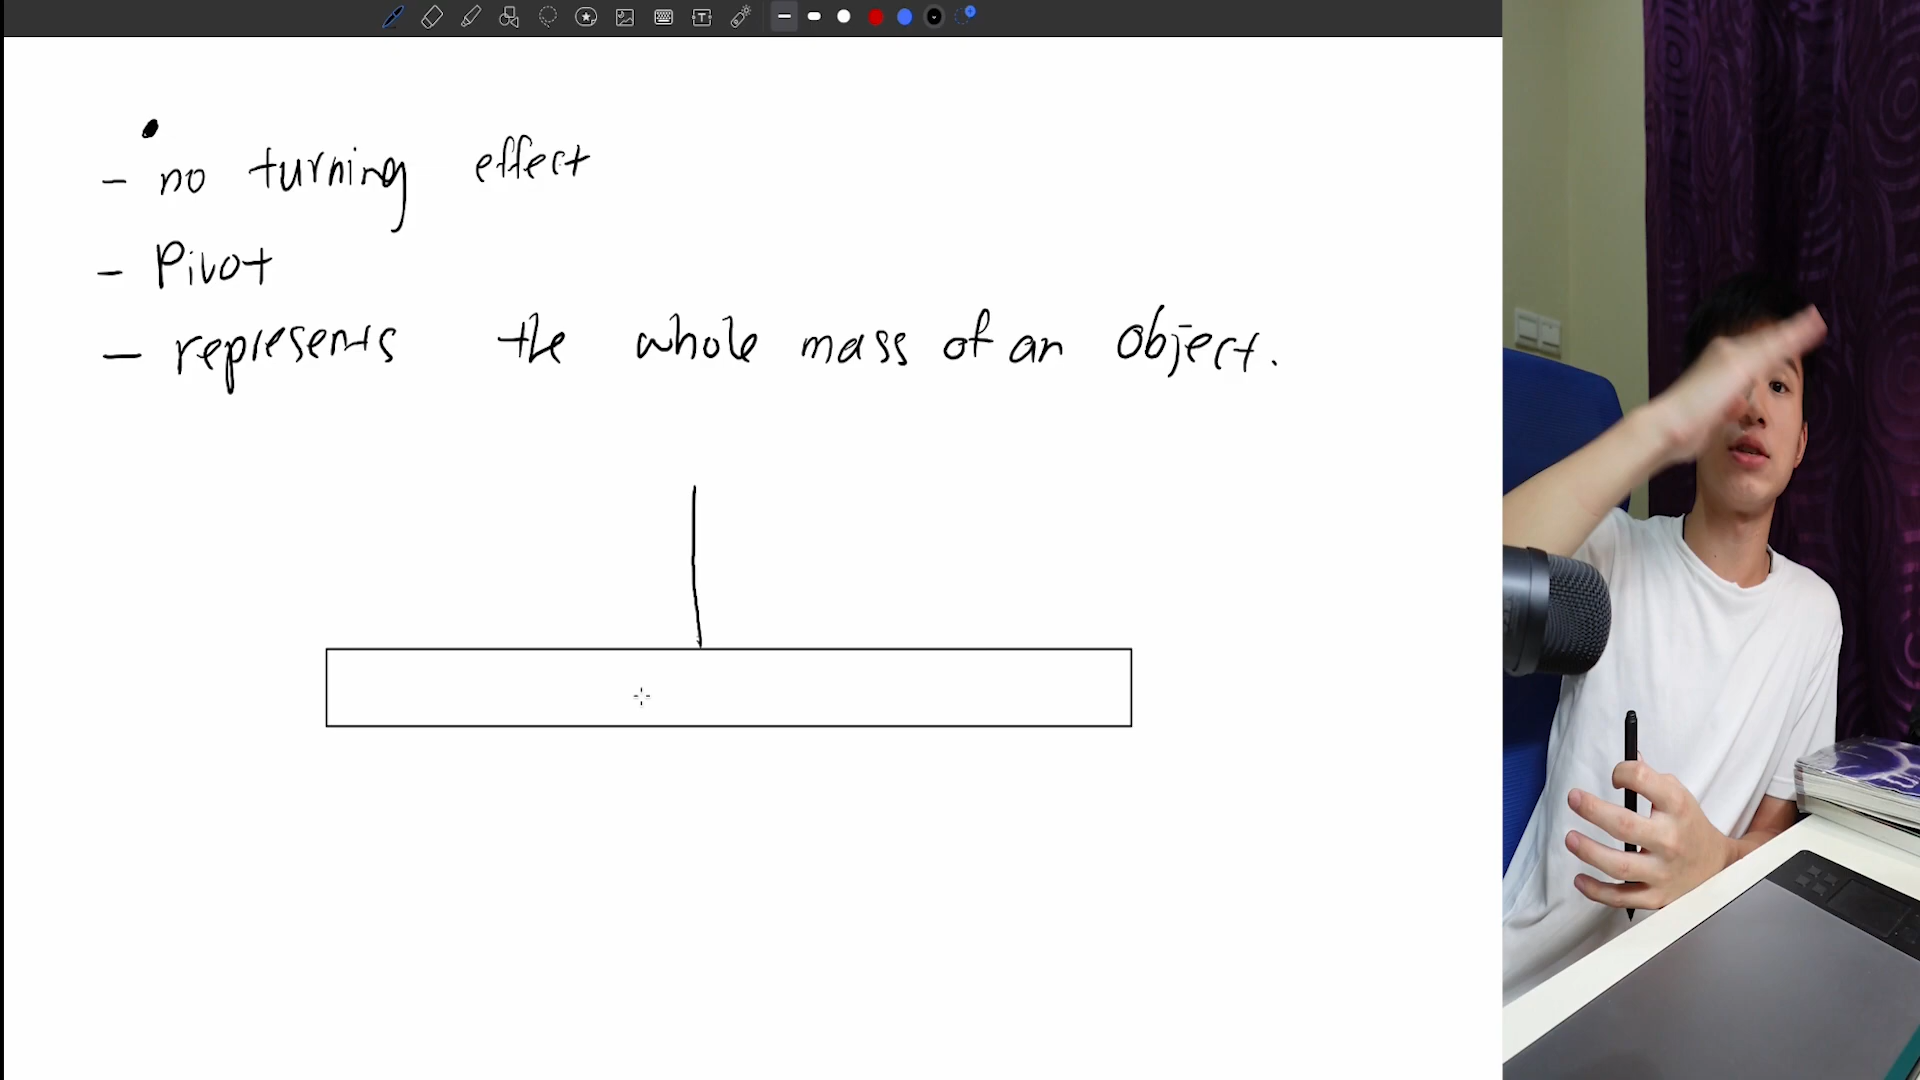 - no turning effect
- Pivot
- represents the whole mass of an object.